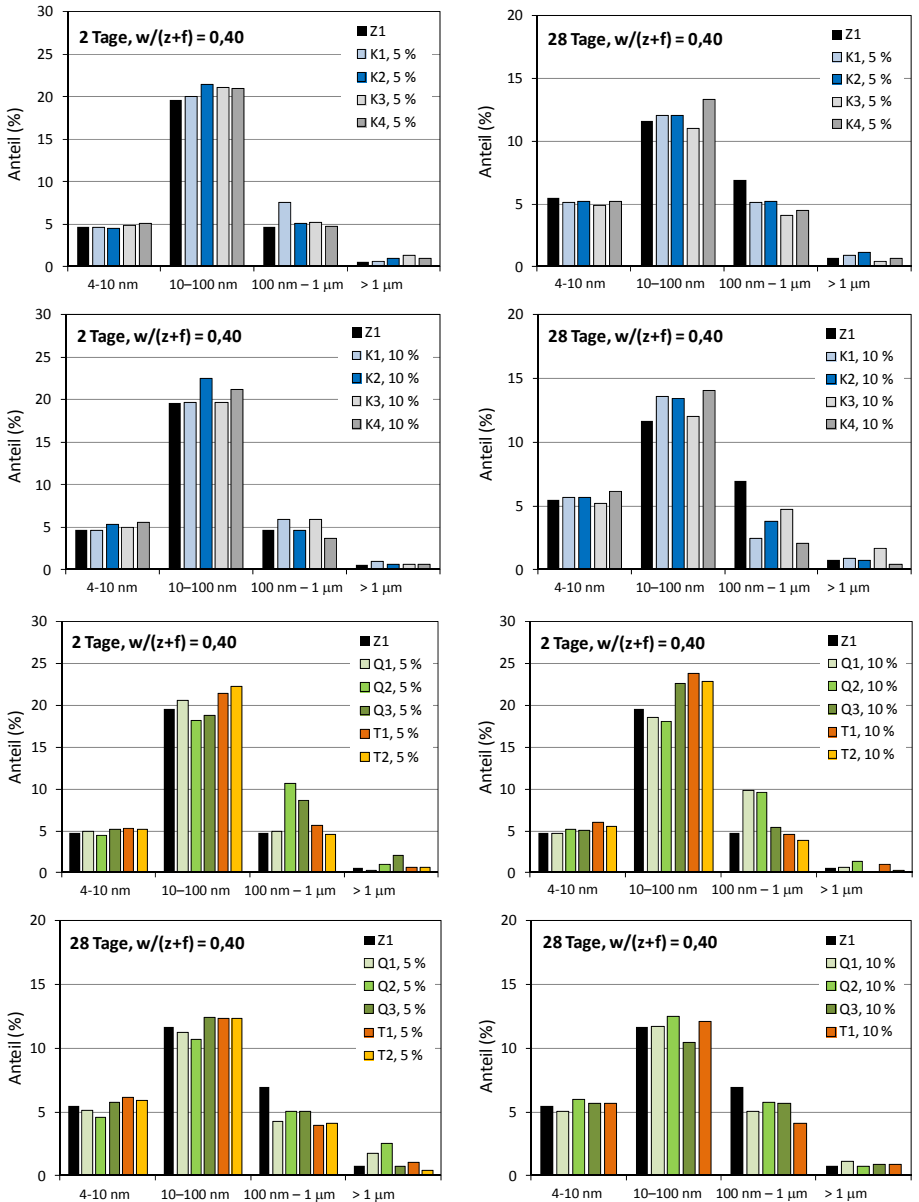 2 Tage, w/(z+f) = 0,40
Z1
K1, 5 %
K2, 5 %
K3, 5 %
K4, 5 %
Anteil (%)
30
25
20
15
10
5
0
4-10 nm 10–100 nm 100 nm – 1 µm > 1 µm
28 Tage, w/(z+f) = 0,40
Z1
K1, 5 %
K2, 5 %
K3, 5 %
K4, 5 %
Anteil (%)
20
15
10
5
0
4-10 nm 10–100 nm 100 nm – 1 µm > 1 µm
2 Tage, w/(z+f) = 0,40
Z1
K1, 10 %
K2, 10 %
K3, 10 %
K4, 10 %
Anteil (%)
30
25
20
15
10
5
0
4-10 nm 10–100 nm 100 nm – 1 µm > 1 µm
28 Tage, w/(z+f) = 0,40
Z1
K1, 10 %
K2, 10 %
K3, 10 %
K4, 10 %
Anteil (%)
20
15
10
5
0
4-10 nm 10–100 nm 100 nm – 1 µm > 1 µm
2 Tage, w/(z+f) = 0,40
Z1
Q1, 5 %
Q2, 5 %
Q3, 5 %
T1, 5 %
T2, 5 %
Anteil (%)
30
25
20
15
10
5
0
4-10 nm 10–100 nm 100 nm – 1 µm > 1 µm
2 Tage, w/(z+f) = 0,40
Z1
Q1, 10 %
Q2, 10 %
Q3, 10 %
T1, 10 %
T2, 10 %
Anteil (%)
30
25
20
15
10
5
0
4-10 nm 10–100 nm 100 nm – 1 µm > 1 µm
28 Tage, w/(z+f) = 0,40
Z1
Q1, 5 %
Q2, 5 %
Q3, 5 %
T1, 5 %
T2, 5 %
Anteil (%)
20
15
10
5
0
4-10 nm 10–100 nm 100 nm – 1 µm > 1 µm
28 Tage, w/(z+f) = 0,40
Z1
Q1, 10 %
Q2, 10 %
Q3, 10 %
T1, 10 %
Anteil (%)
20
15
10
5
0
4-10 nm 10–100 nm 100 nm – 1 µm > 1 µm